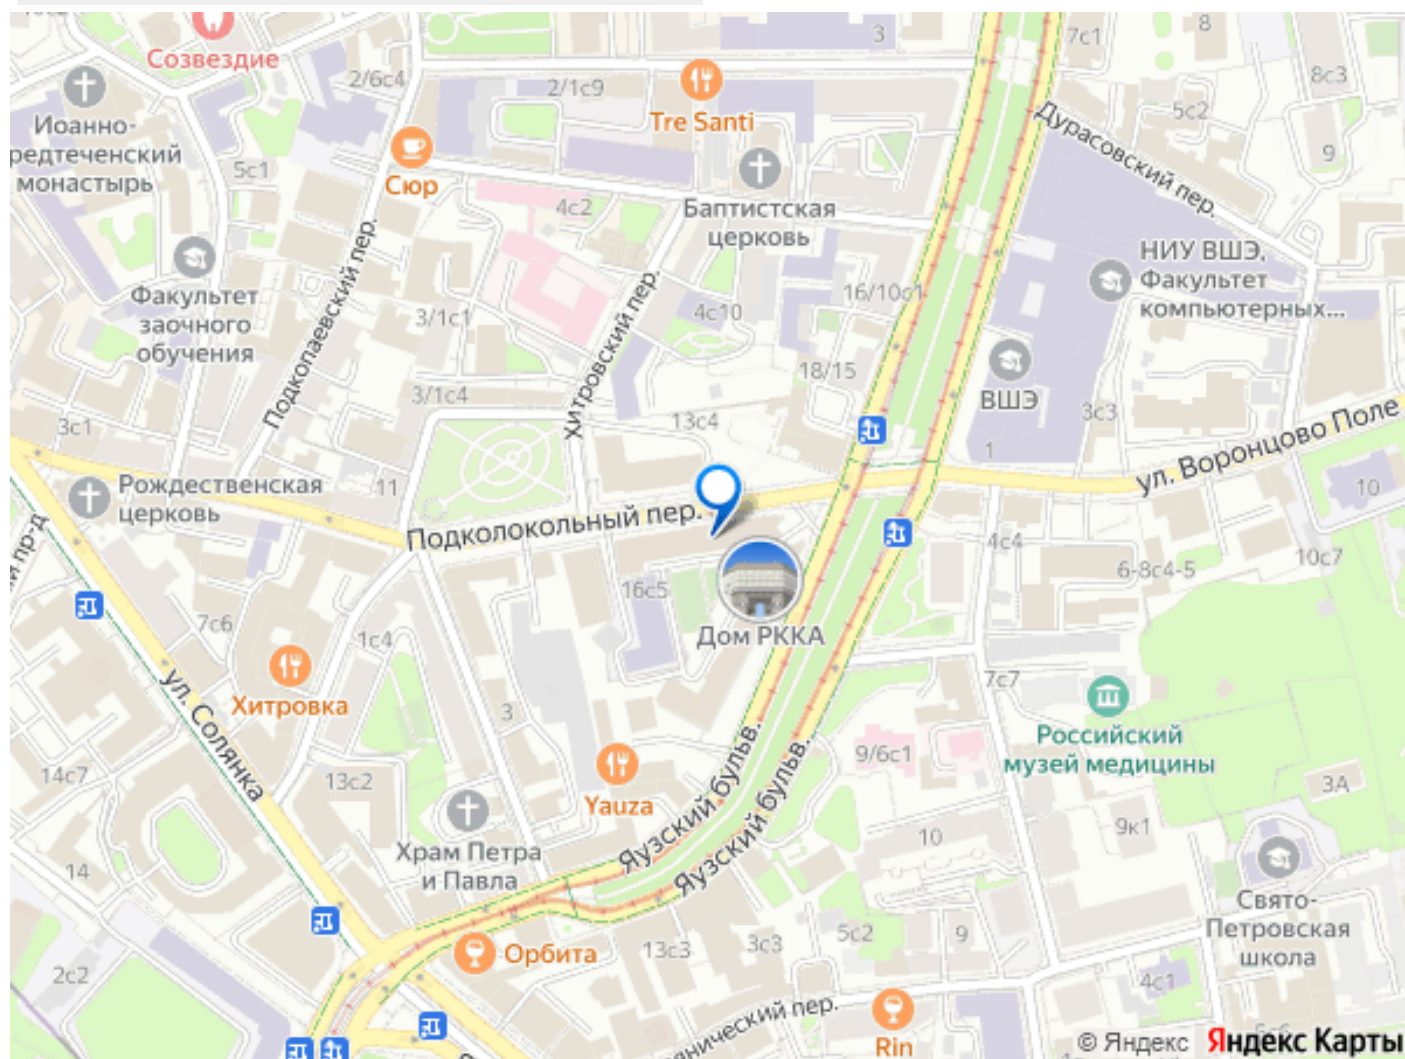 Созвездие
3
7с1
8
8с3
2/6с4
2/1с9
5с2
Tre Santi
Иоанно-
редтеченский
монастырь
Дурасовский пер.
9
5с1
Сюр
4с2
Баптистская
церковь
Подкопаевский пер.
НИУ ВШЭ,
Факультет
компьютерных...
Факультет
заочного
обучения
Хитровский пер.
16/10с1
3/1с1
4с10
18/15
ВШЭ
3/1с4
3с1
13с4
3с3
1
ул. Воронцово Поле
Рождественская
церковь
11
10
Подколокольный пер.
й пр-д
4с4
10с7
6-8с4-5
16с5
7с6
1с4
Дом РККА
Хитровка
ул. Солянка
3
7с7
Российский
музей медицины
9/6с1
14с7
13с2
Yauza
3А
Яузский бульв.
Яузский бульв.
9к1
10
Храм Петра
и Павла
14
Свято-
Петровская
школа
Орбита
13с3
3с3
5с2
9
2с2
4с1
нический пер.
Rin
© Яндекс Яндекс Карты